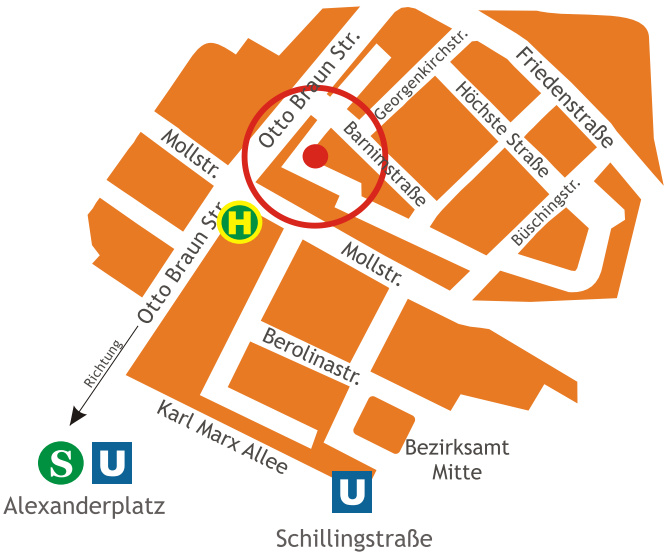 Otto Braun Str.
Georgenkirchstr.
Friedenstraße
Höchste Straße
Barnimstraße
Mollstr.
Büschingstr.
Otto Braun Str.
H
Mollstr.
Richtung
Berolinastr.
Karl Marx Allee
Bezirksamt
Mitte
S U
Alexanderplatz
U
Schillingstraße